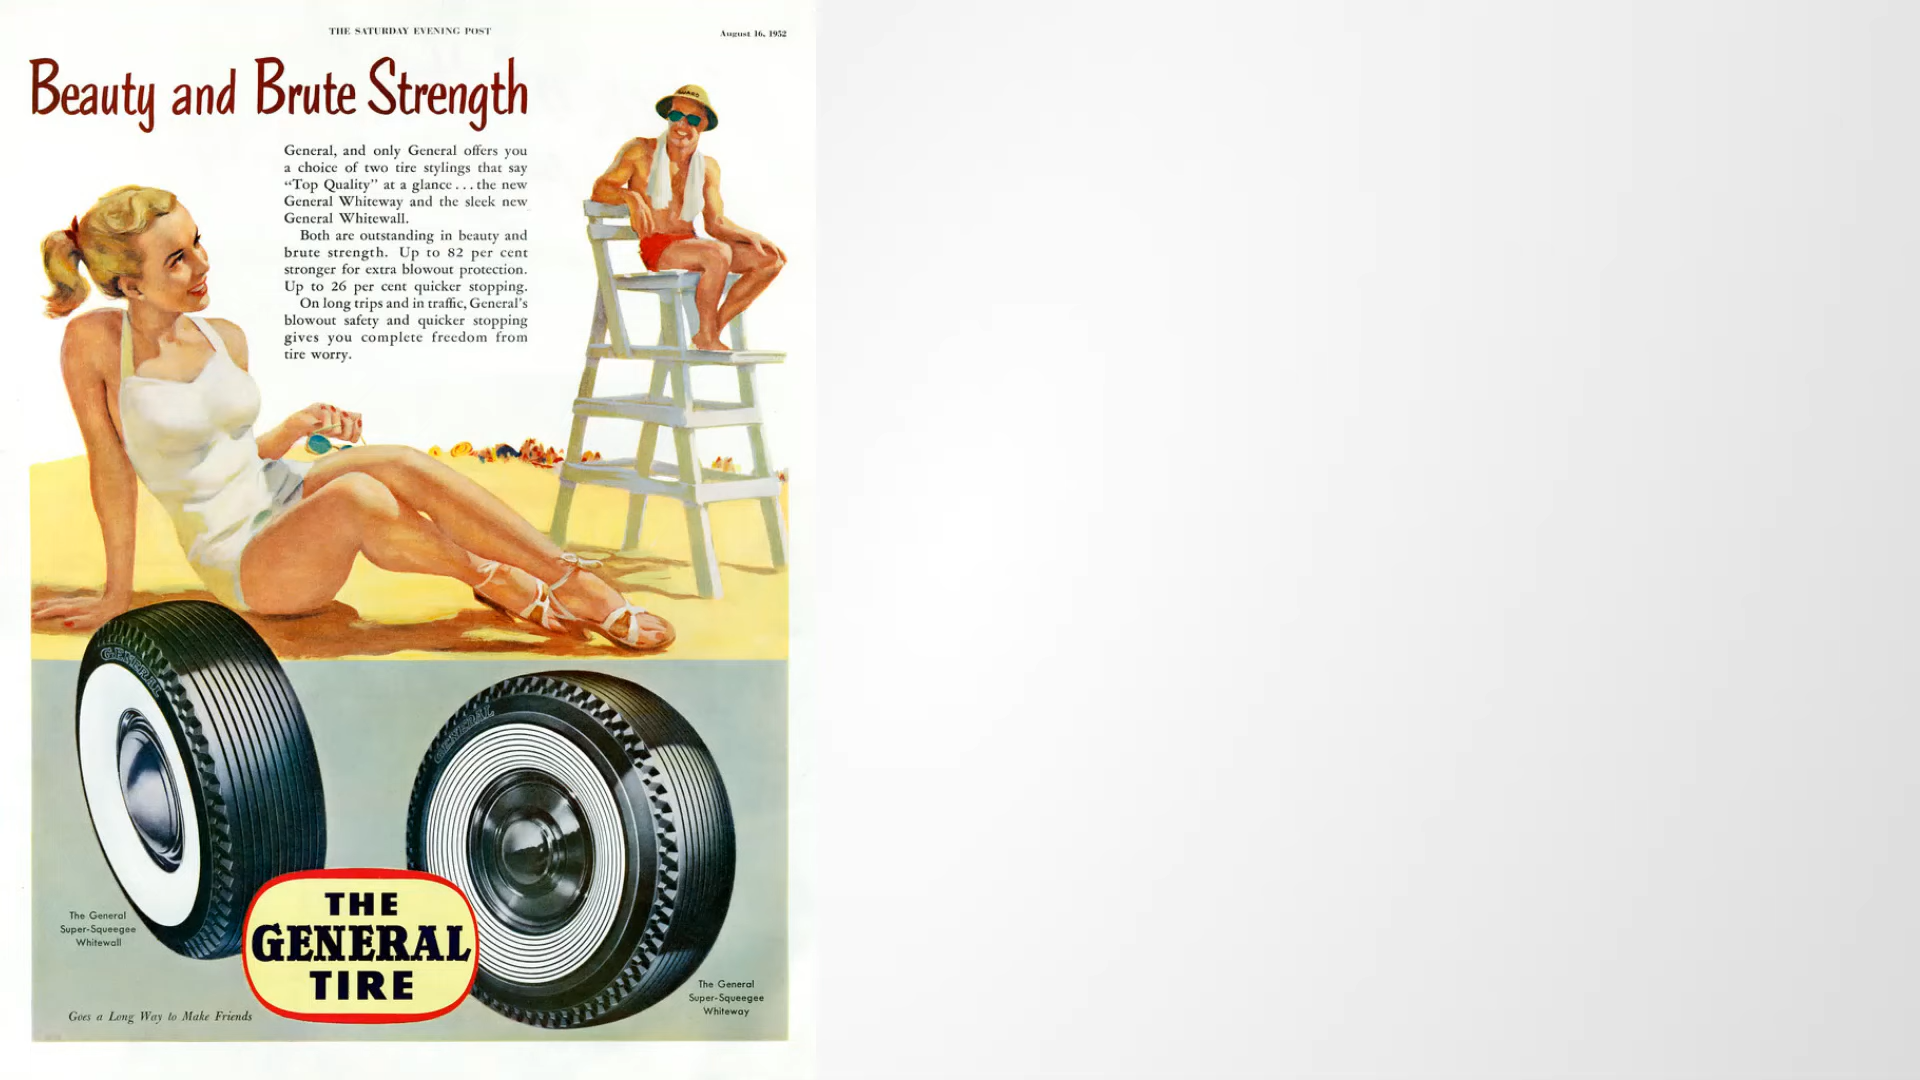 THE SATURDAY EVENING POST
August 16, 1952
Beauty and Brute Strength
GUARD
General, and only General offers you
a choice of two tire stylings that say
“Top Quality” at a glance . . . the new
General Whiteway and the sleek new
General Whitewall.
Both are outstanding in beauty and
brute strength. Up to 82 per cent
stronger for extra blowout protection.
Up to 26 per cent quicker stopping.
On long trips and in traffic, General's
blowout safety and quicker stopping
gives you complete freedom from
tire worry.
GENERAL
GENERAL
The General
Super-Squeegee
Whitewall
THE
GENERAL
TIRE
The General
Super-Squeegee
Whiteway
Goes a Long Way to Make Friends